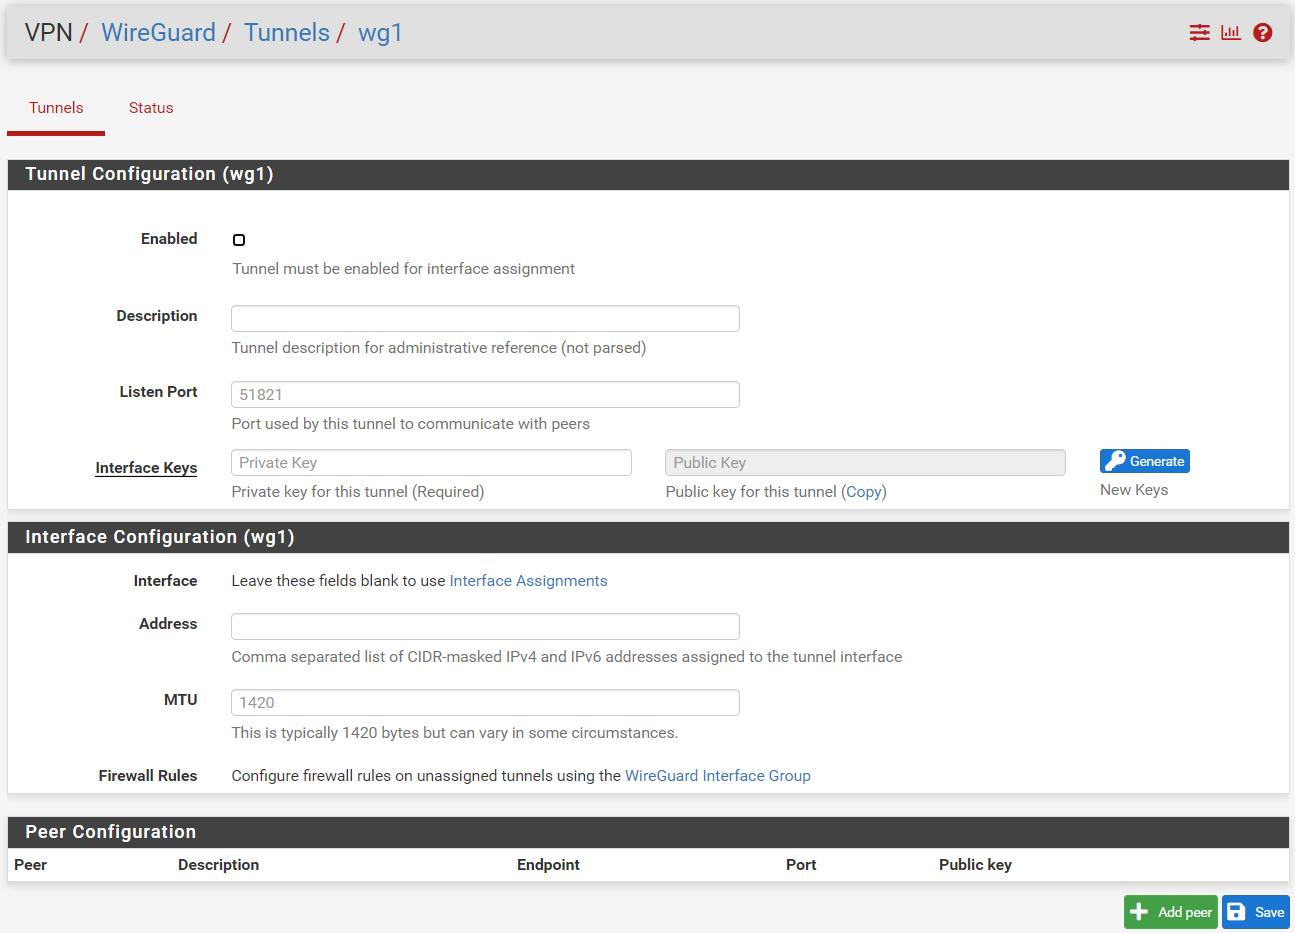 VPN / WireGuard / Tunnels / wg1
Tunnels Status
Tunnel Configuration (wg1)
Enabled
Tunnel must be enabled for interface assignment
Description
Tunnel description for administrative reference (not parsed)
Listen Port 51821
Port used by this tunnel to communicate with peers
Interface Keys Private Key Public Key Generate
Private key for this tunnel (Required) Public key for this tunnel (Copy) New Keys
Interface Configuration (wg1)
Interface Leave these fields blank to use Interface Assignments
Address
Comma separated list of CIDR-masked IPv4 and IPv6 addresses assigned to the tunnel interface
MTU 1420
This is typically 1420 bytes but can vary in some circumstances.
Firewall Rules Configure firewall rules on unassigned tunnels using the WireGuard Interface Group
Peer Configuration
Peer Description Endpoint Port Public key
Add peer Save